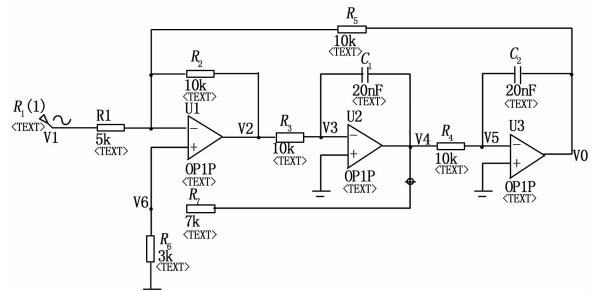 R5
10k
<TEXT>
R2
10k
<TEXT>
C1
20nF
<TEXT>
C2
20nF
<TEXT>
R1(1)
<TEXT>
V1
R1
5k
<TEXT>
U1
−
+
OP1P
<TEXT>
V2
R3
10k
<TEXT>
V3
U2
−
+
OP1P
<TEXT>
V4
R4
10k
<TEXT>
V5
U3
−
+
OP1P
<TEXT>
V0
V6
R7
7k
<TEXT>
R6
3k
<TEXT>